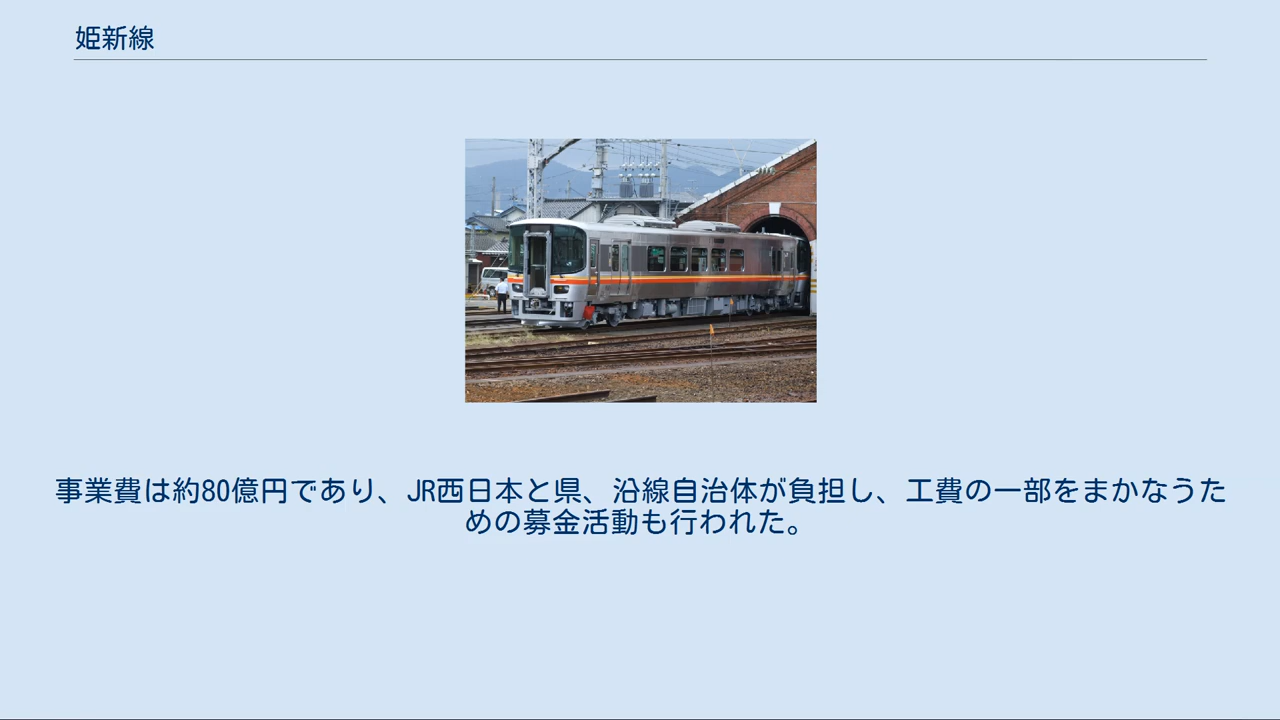 姫新線
事業費は約80億円であり、JR西日本と県、沿線自治体が負担し、工費の一部をまかなうた
めの募金活動も行われた。